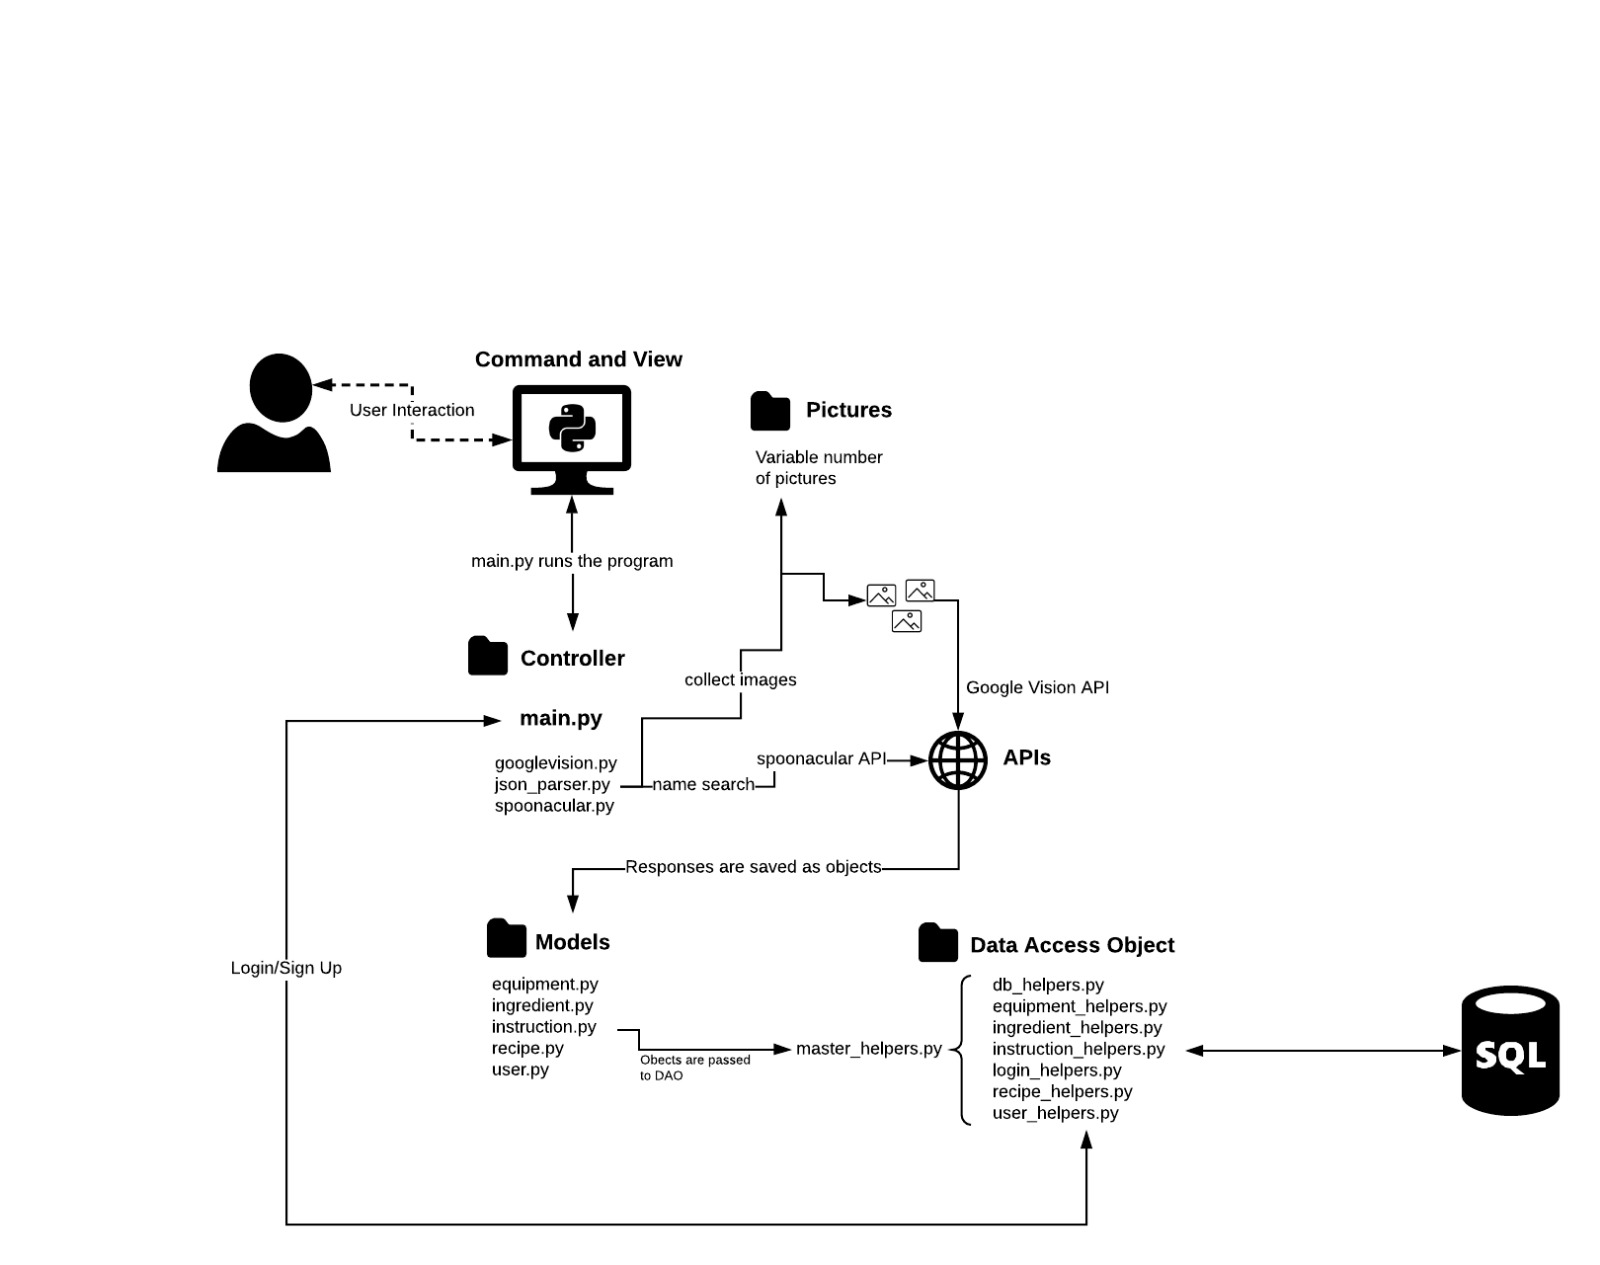 Command and View
User Interaction
Pictures
Variable number
of pictures
main.py runs the program
Controller
collect images
Google Vision API
main.py
googlevision.py
json_parser.py
spoonacular.py
name search
spoonacular API
APIs
Responses are saved as objects
Models
equipment.py
ingredient.py
instruction.py
recipe.py
user.py
Obects are passed
to DAO
master_helpers.py
Data Access Object
db_helpers.py
equipment_helpers.py
ingredient_helpers.py
instruction_helpers.py
login_helpers.py
recipe_helpers.py
user_helpers.py
SQL
Login/Sign Up